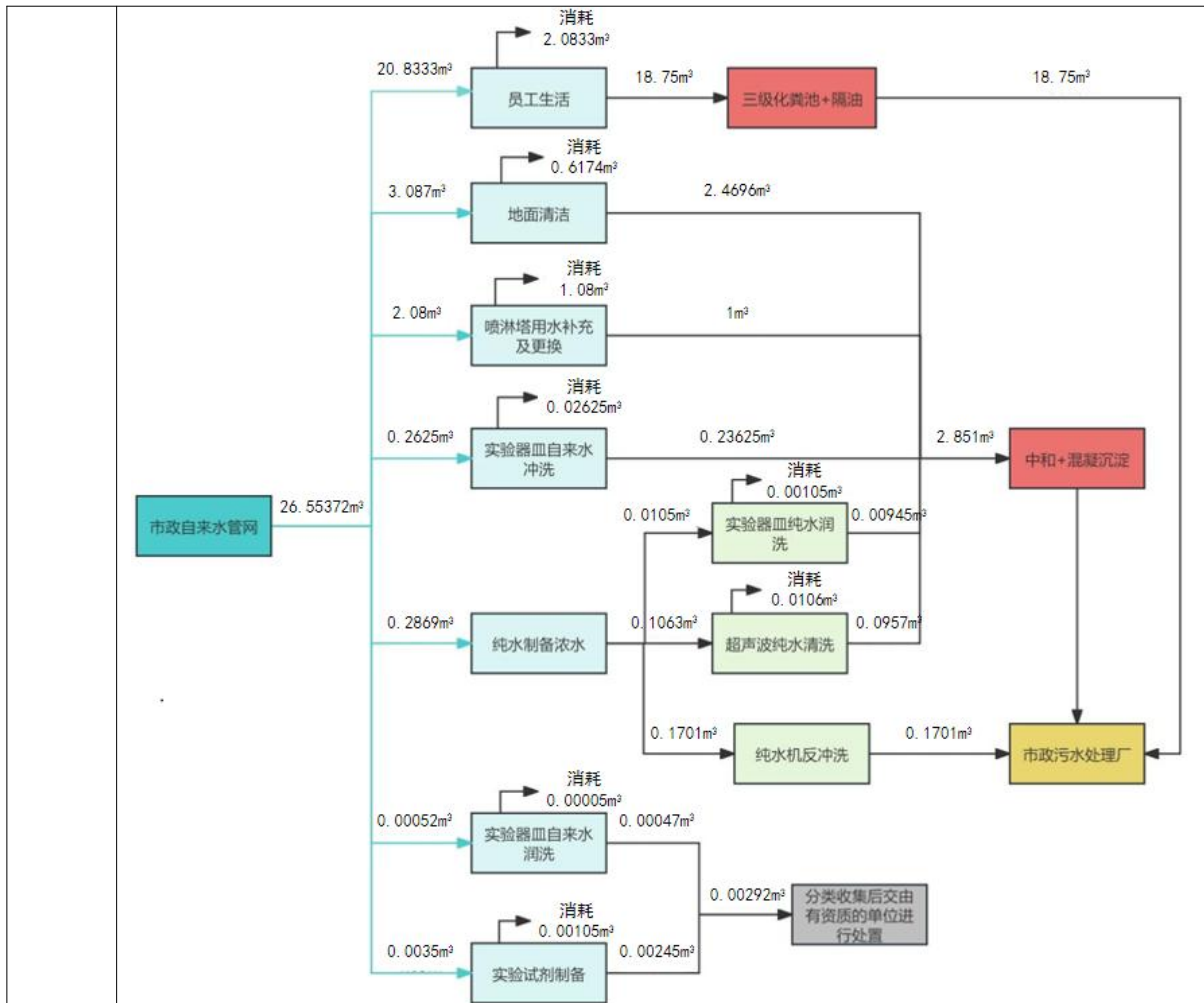 消耗
2.0833m³
20.8333m³
员工生活
18.75m³
三级化粪池+隔油
18.75m³
消耗
0.6174m³
3.087m³
地面清洁
2.4696m³
消耗
1.08m³
2.08m³
喷淋塔用水补充
及更换
1m³
消耗
0.02625m³
0.2625m³
实验器皿自来水
冲洗
0.23625m³
2.851m³
中和+混凝沉淀
消耗
0.00105m³
市政自来水管网
26.55372m³
0.0105m³
实验器皿纯水润
洗
0.00945m³
消耗
0.0106m³
0.2869m³
纯水制备浓水
0.1063m³
超声波纯水清洗
0.0957m³
0.1701m³
纯水机反冲洗
0.1701m³
市政污水处理厂
消耗
0.00005m³
0.00052m³
实验器皿自来水
润洗
0.00047m³
0.00292m³
分类收集后交由
有资质的单位进
行处置
消耗
0.00105m³
0.0035m³
实验试剂制备
0.00245m³